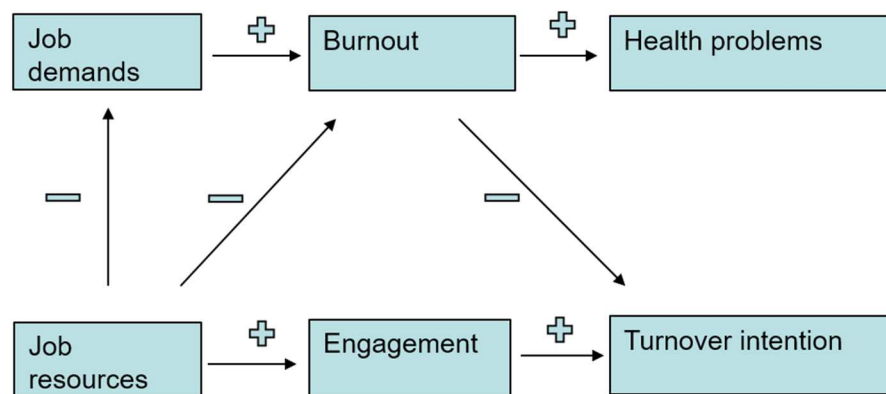 Job
demands
Burnout
Health problems
Job
resources
Engagement
Turnover intention